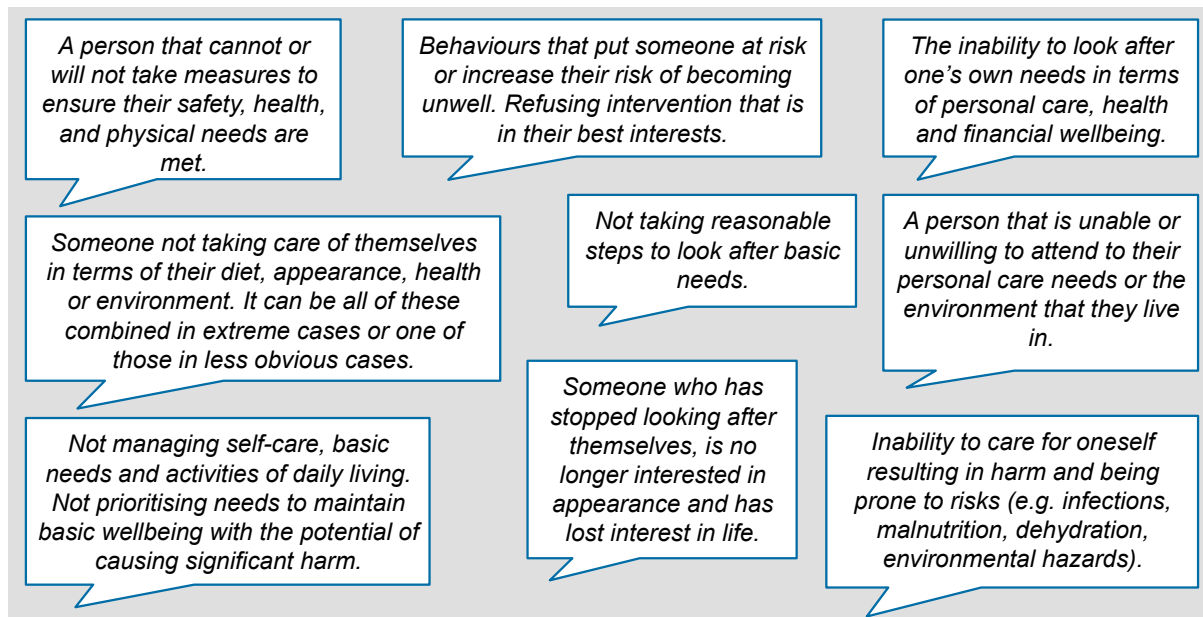 A person that cannot or
will not take measures to
ensure their safety, health,
and physical needs are
met.
Behaviours that put someone at risk
or increase their risk of becoming
unwell. Refusing intervention that is
in their best interests.
The inability to look after
one’s own needs in terms
of personal care, health
and financial wellbeing.
Someone not taking care of themselves
in terms of their diet, appearance, health
or environment. It can be all of these
combined in extreme cases or one of
those in less obvious cases.
Not taking reasonable
steps to look after basic
needs.
A person that is unable or
unwilling to attend to their
personal care needs or the
environment that they live
in.
Not managing self-care, basic
needs and activities of daily living.
Not prioritising needs to maintain
basic wellbeing with the potential of
causing significant harm.
Someone who has
stopped looking after
themselves, is no
longer interested in
appearance and has
lost interest in life.
Inability to care for oneself
resulting in harm and being
prone to risks (e.g. infections,
malnutrition, dehydration,
environmental hazards).